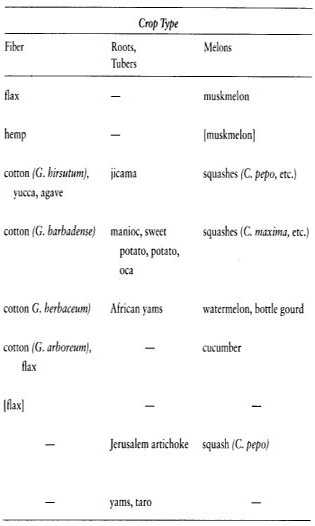 Crop Type
Fiber Roots, Melons
Tubers
flax — muskmelon
hemp — [muskmelon]
cotton (G. hirsutum), jicama squashes (C. pepo, etc.)
yucca, agave
cotton (G. barbadense) manioc, sweet squashes (C. maxima, etc.)
potato, potato,
oca
cotton G. herbaceum) African yams watermelon, bottle gourd
cotton (G. arboreum), — cucumber
flax
[flax] — —
— Jerusalem artichoke squash (C. pepo)
— yams, taro —